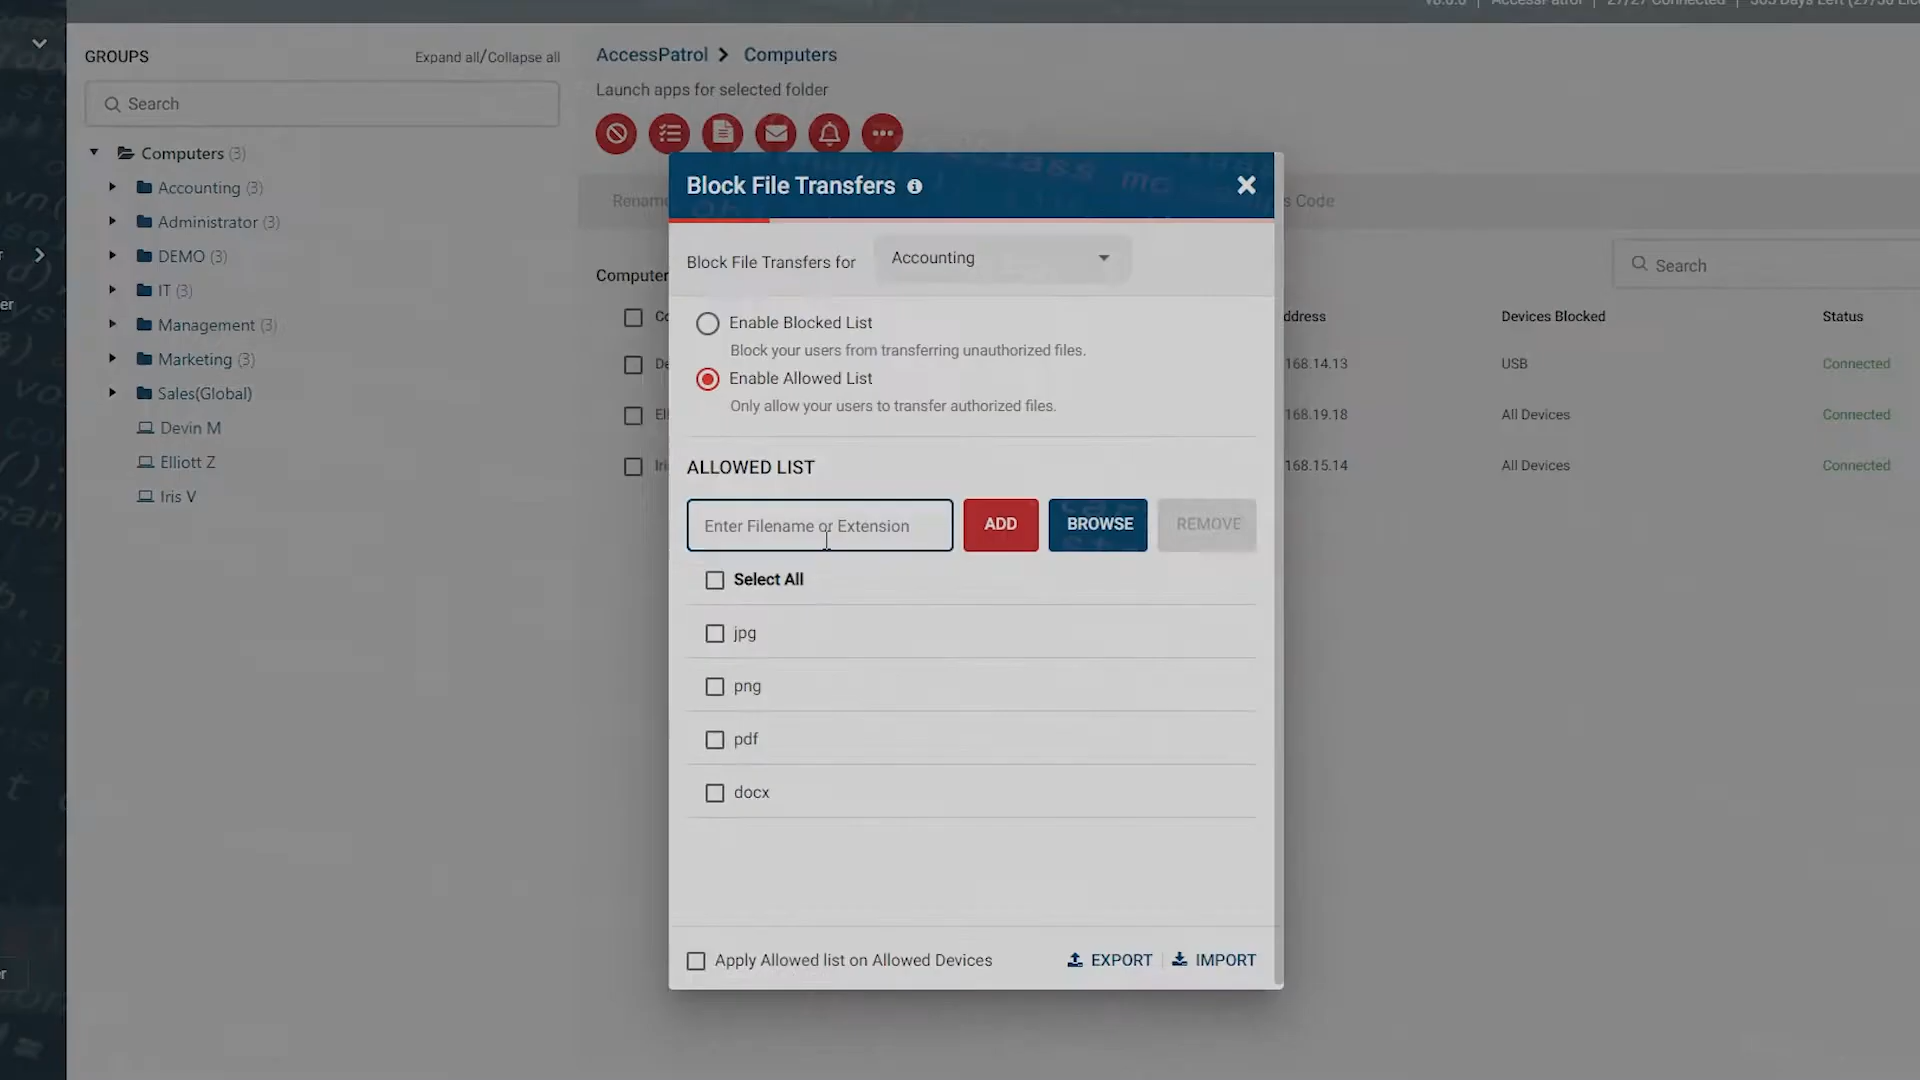 AccessPatrol
GROUPS
Expand all/Collapse all
Search
Computers (3)
Accounting (3)
Administrator (3)
DEMO (3)
IT (3)
Management (3)
Marketing (3)
Sales(Global)
Devin M
Elliott Z
Iris V
AccessPatrol Computers
Launch apps for selected folder
Block File Transfers
Block File Transfers for Accounting
Enable Blocked List
Block your users from transferring unauthorized files.
Enable Allowed List
Only allow your users to transfer authorized files.
ALLOWED LIST
Enter Filename or Extension ADD BROWSE REMOVE
Select All
jpg
png
pdf
docx
Apply Allowed list on Allowed Devices EXPORT IMPORT
Code
Search
Devices Blocked Status
168.14.13 USB Connected
168.19.18 All Devices Connected
168.15.14 All Devices Connected